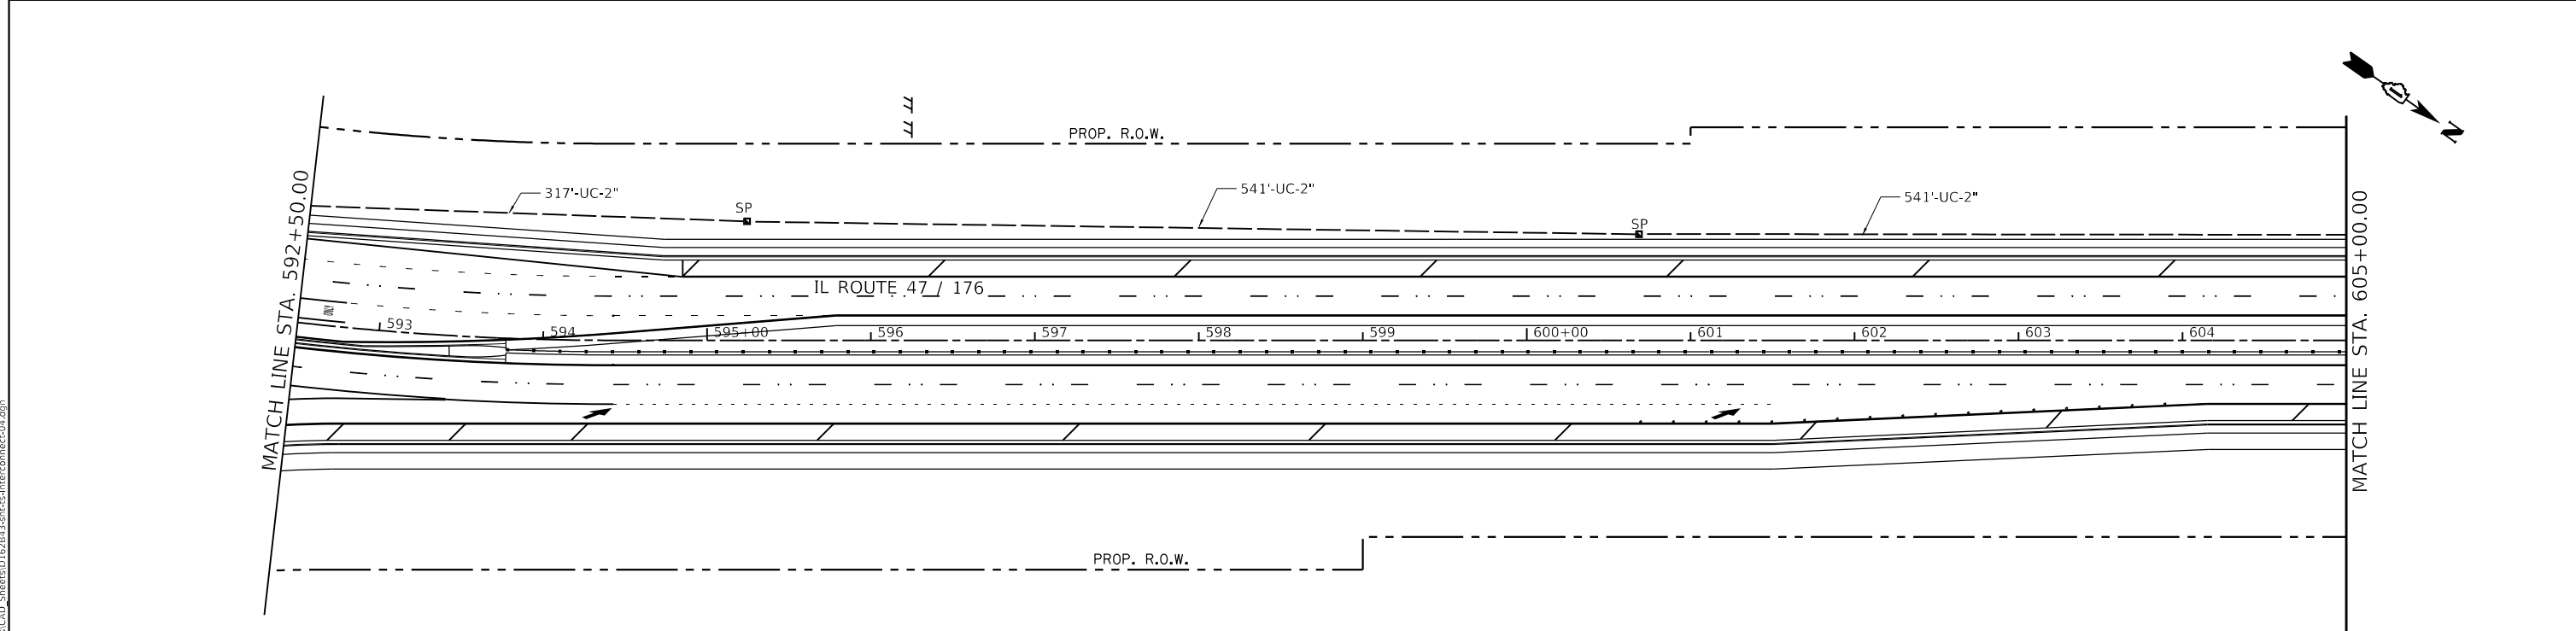 N
PROP. R.O.W.
317'-UC-2"
541'-UC-2"
541'-UC-2"
SP
SP
MATCH LINE STA. 592+50.00
MATCH LINE STA. 605+00.00
IL ROUTE 47 / 176
ONLY
593
594
595+00
596
597
598
599
600+00
601
602
603
604
PROP. R.O.W.